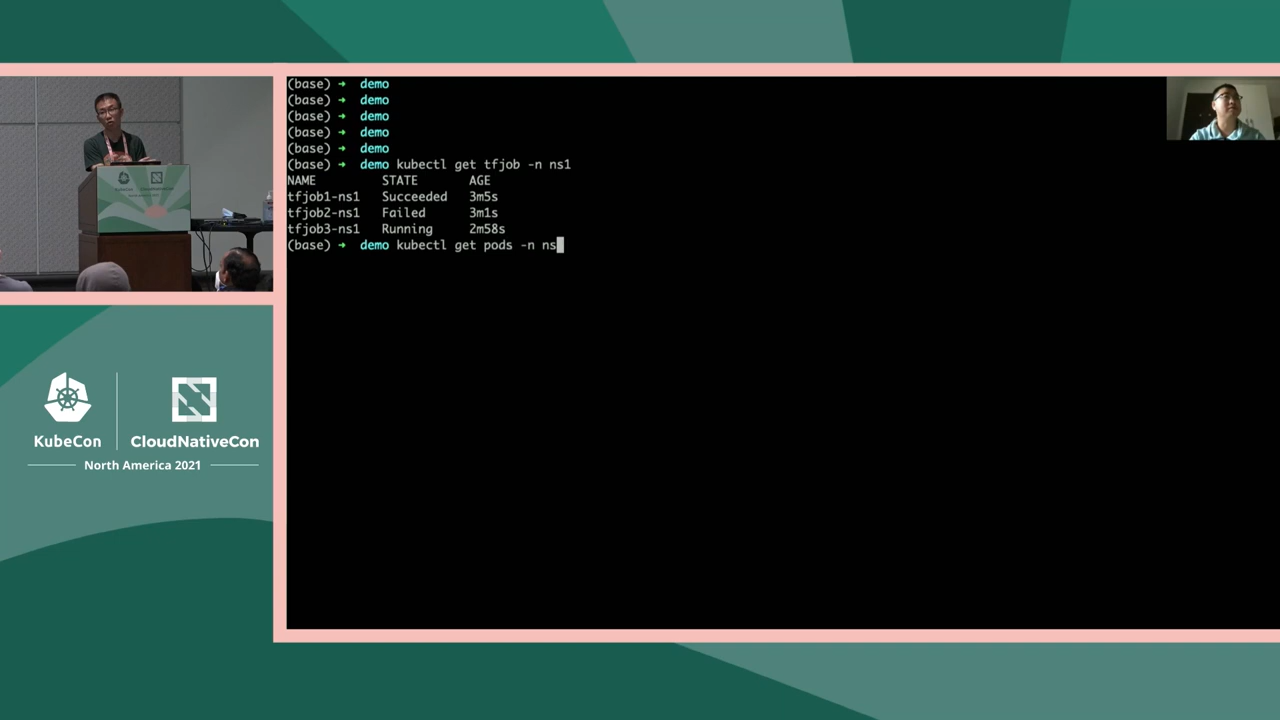 (base) ➜ demo
(base) ➜ demo
(base) ➜ demo
(base) ➜ demo
(base) ➜ demo
(base) ➜ demo kubectl get tfjob -n ns1
NAME STATE AGE
tfjob1-ns1 Succeeded 3m5s
tfjob2-ns1 Failed 3m1s
tfjob3-ns1 Running 2m58s
(base) ➜ demo kubectl get pods -n ns
KubeCon
CloudNativeCon
North America 2021